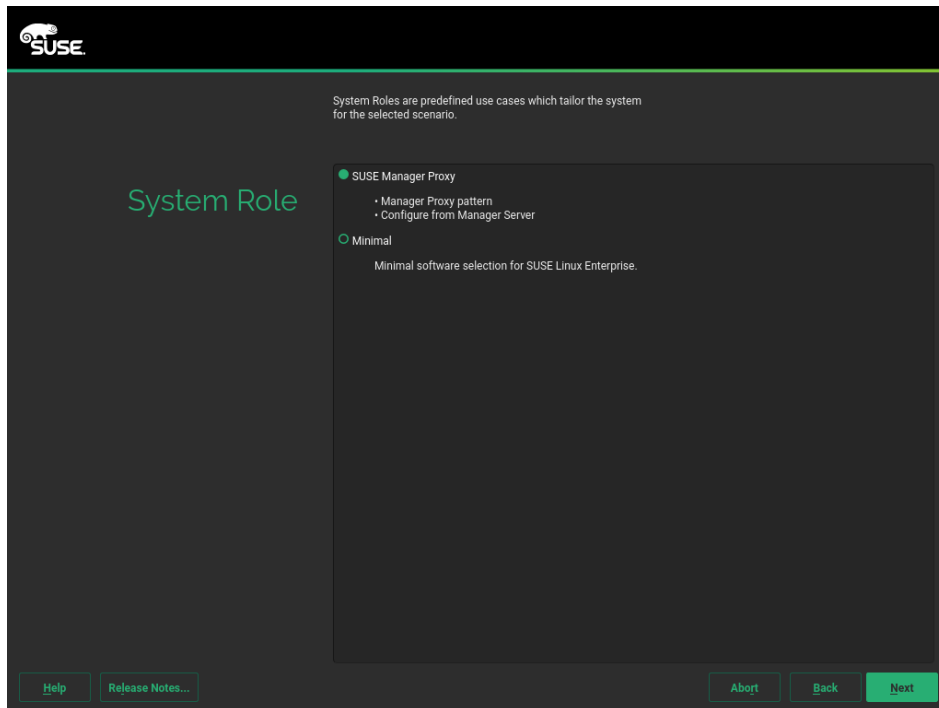 SUSE.
System Roles are predefined use cases which tailor the system
for the selected scenario.
System Role
SUSE Manager Proxy
• Manager Proxy pattern
• Configure from Manager Server
Minimal
Minimal software selection for SUSE Linux Enterprise.
Help
Release Notes...
Abort
Back
Next